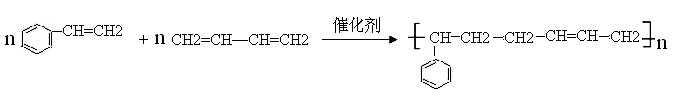 n CH=CH2 + n CH2=CH—CH=CH2 催化剂 [ CH—CH2—CH2—CH=CH—CH2 ] n